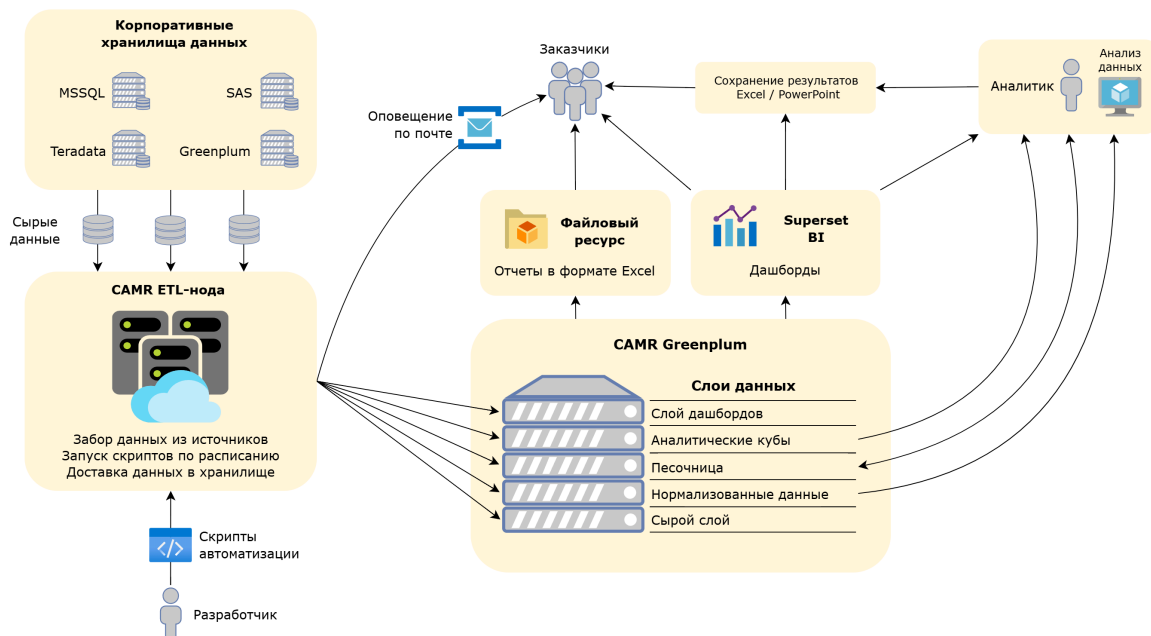 Корпоративные
хранилища данных
MSSQL
SAS
Teradata
Greenplum
Сырые
данные
CAMR ETL-нода
Забор данных из источников
Запуск скриптов по расписанию
Доставка данных в хранилище
Скрипты
автоматизации
Разработчик
Оповещение
по почте
Заказчики
Сохранение результатов
Excel / PowerPoint
Аналитик
Анализ
данных
Файловый
ресурс
Отчеты в формате Excel
Superset
BI
Дашборды
CAMR Greenplum
Слои данных
Слой дашбордов
Аналитические кубы
Песочница
Нормализованные данные
Сырой слой